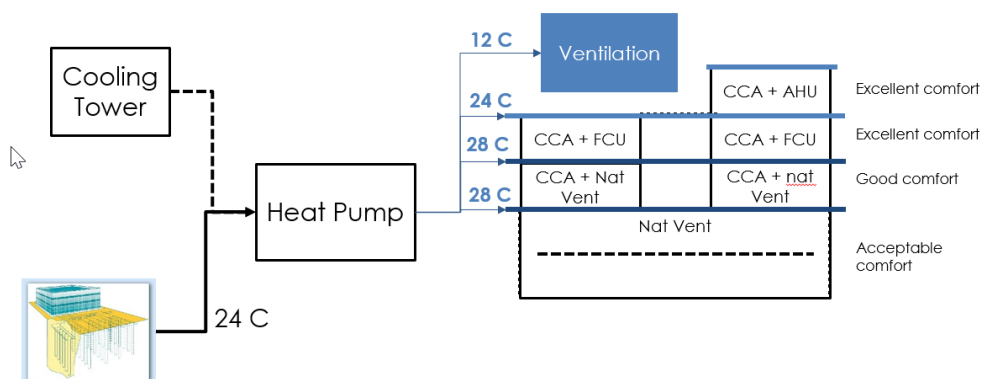 Cooling
Tower
Heat Pump
24 C
12 C
24 C
28 C
28 C
Ventilation
CCA + AHU
Excellent comfort
CCA + FCU
CCA + FCU
Excellent comfort
CCA + Nat
Vent
CCA + nat
Vent
Good comfort
Nat Vent
Acceptable
comfort